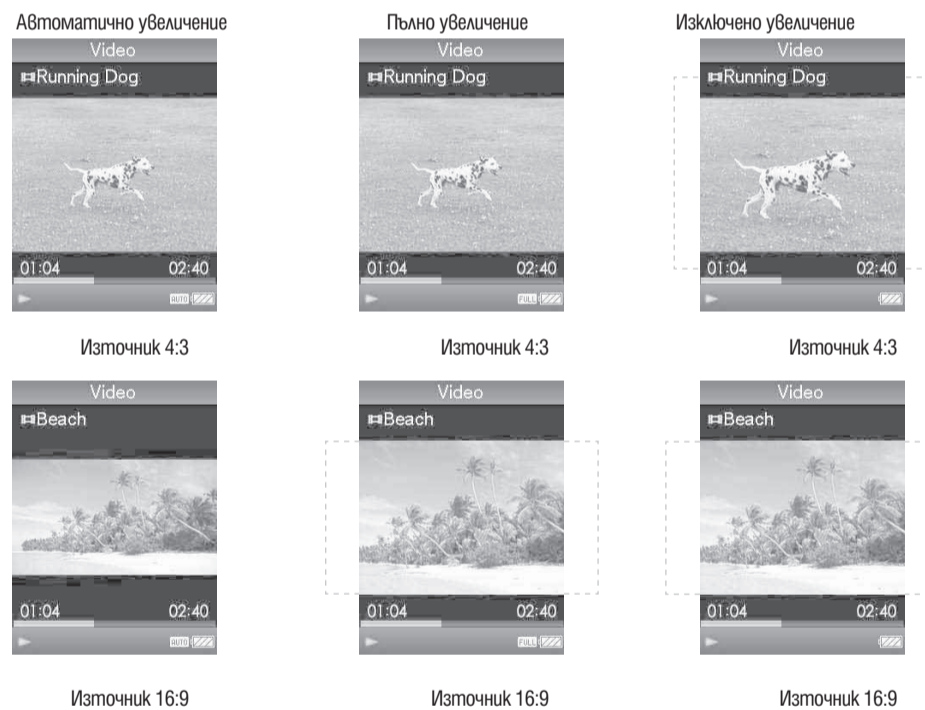 Автоматично увеличение
Пълно увеличение
Изключено увеличение
Video
Running Dog
01:04 02:40
AUTO
Video
Running Dog
01:04 02:40
FULL
Video
Running Dog
01:04 02:40
Източник 4:3
Източник 4:3
Източник 4:3
Video
Beach
01:04 02:40
AUTO
Video
Beach
01:04 02:40
FULL
Video
Beach
01:04 02:40
Източник 16:9
Източник 16:9
Източник 16:9